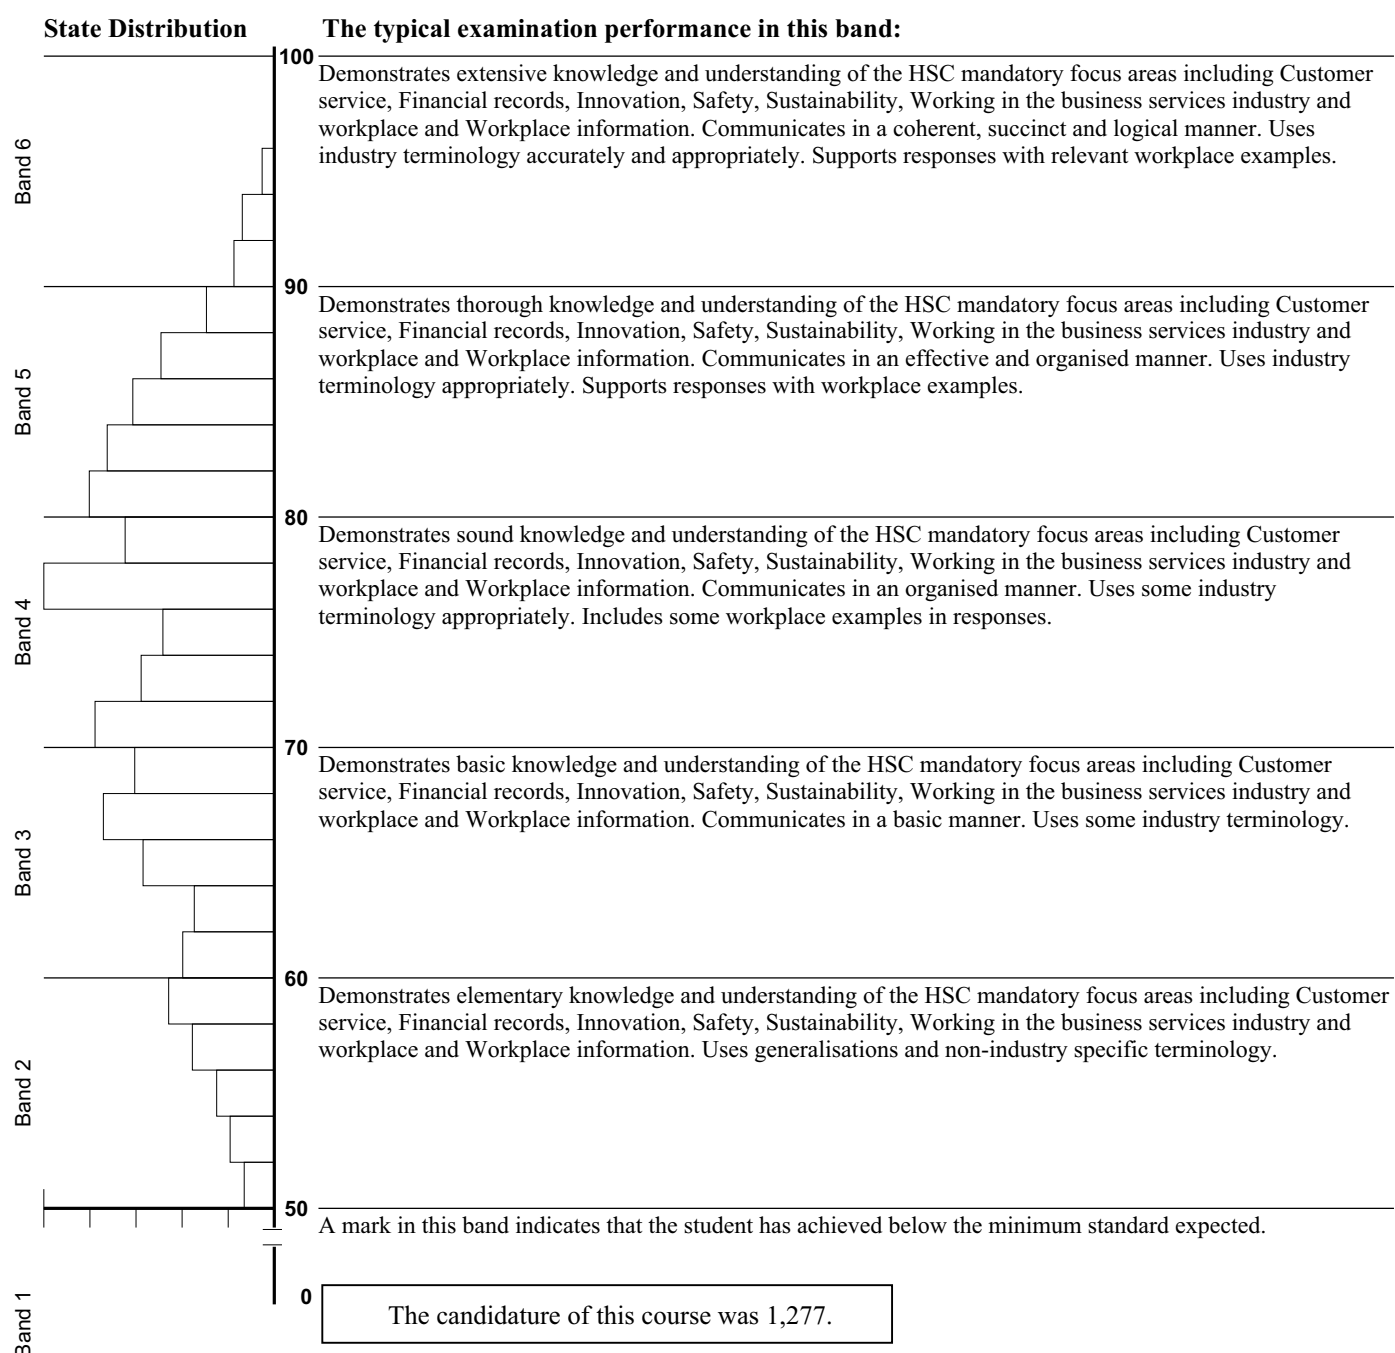 State Distribution
The typical examination performance in this band:
100
Demonstrates extensive knowledge and understanding of the HSC mandatory focus areas including Customer
service, Financial records, Innovation, Safety, Sustainability, Working in the business services industry and
workplace and Workplace information. Communicates in a coherent, succinct and logical manner. Uses
industry terminology accurately and appropriately. Supports responses with relevant workplace examples.
Band 6
90
Demonstrates thorough knowledge and understanding of the HSC mandatory focus areas including Customer
service, Financial records, Innovation, Safety, Sustainability, Working in the business services industry and
workplace and Workplace information. Communicates in an effective and organised manner. Uses industry
terminology appropriately. Supports responses with workplace examples.
Band 5
80
Demonstrates sound knowledge and understanding of the HSC mandatory focus areas including Customer
service, Financial records, Innovation, Safety, Sustainability, Working in the business services industry and
workplace and Workplace information. Communicates in an organised manner. Uses some industry
terminology appropriately. Includes some workplace examples in responses.
Band 4
70
Demonstrates basic knowledge and understanding of the HSC mandatory focus areas including Customer
service, Financial records, Innovation, Safety, Sustainability, Working in the business services industry and
workplace and Workplace information. Communicates in a basic manner. Uses some industry terminology.
Band 3
60
Demonstrates elementary knowledge and understanding of the HSC mandatory focus areas including Customer
service, Financial records, Innovation, Safety, Sustainability, Working in the business services industry and
workplace and Workplace information. Uses generalisations and non-industry specific terminology.
Band 2
50
A mark in this band indicates that the student has achieved below the minimum standard expected.
0
Band 1
The candidature of this course was 1,277.